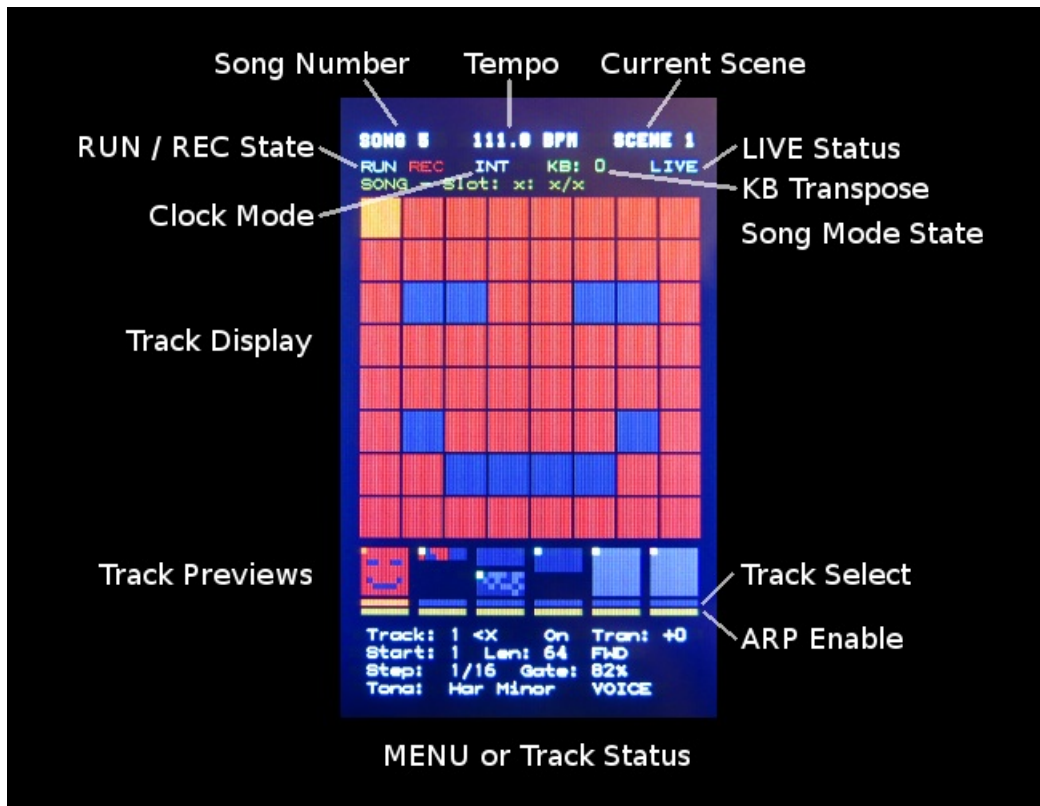 Song Number Tempo Current Scene
SONG 5 111.0 BPM SCENE 1
RUN / REC State
RUN REC INT KB: 0 LIVE
LIVE Status
SONG - Slot: x: x/x
KB Transpose
Clock Mode
Song Mode State
Track Display
Track Previews
Track Select
ARP Enable
Track: 1 <X On Tran: +0
Start: 1 Len: 64 FWD
Step: 1/16 Gate: 82%
Tona: Har Minor VOICE
MENU or Track Status